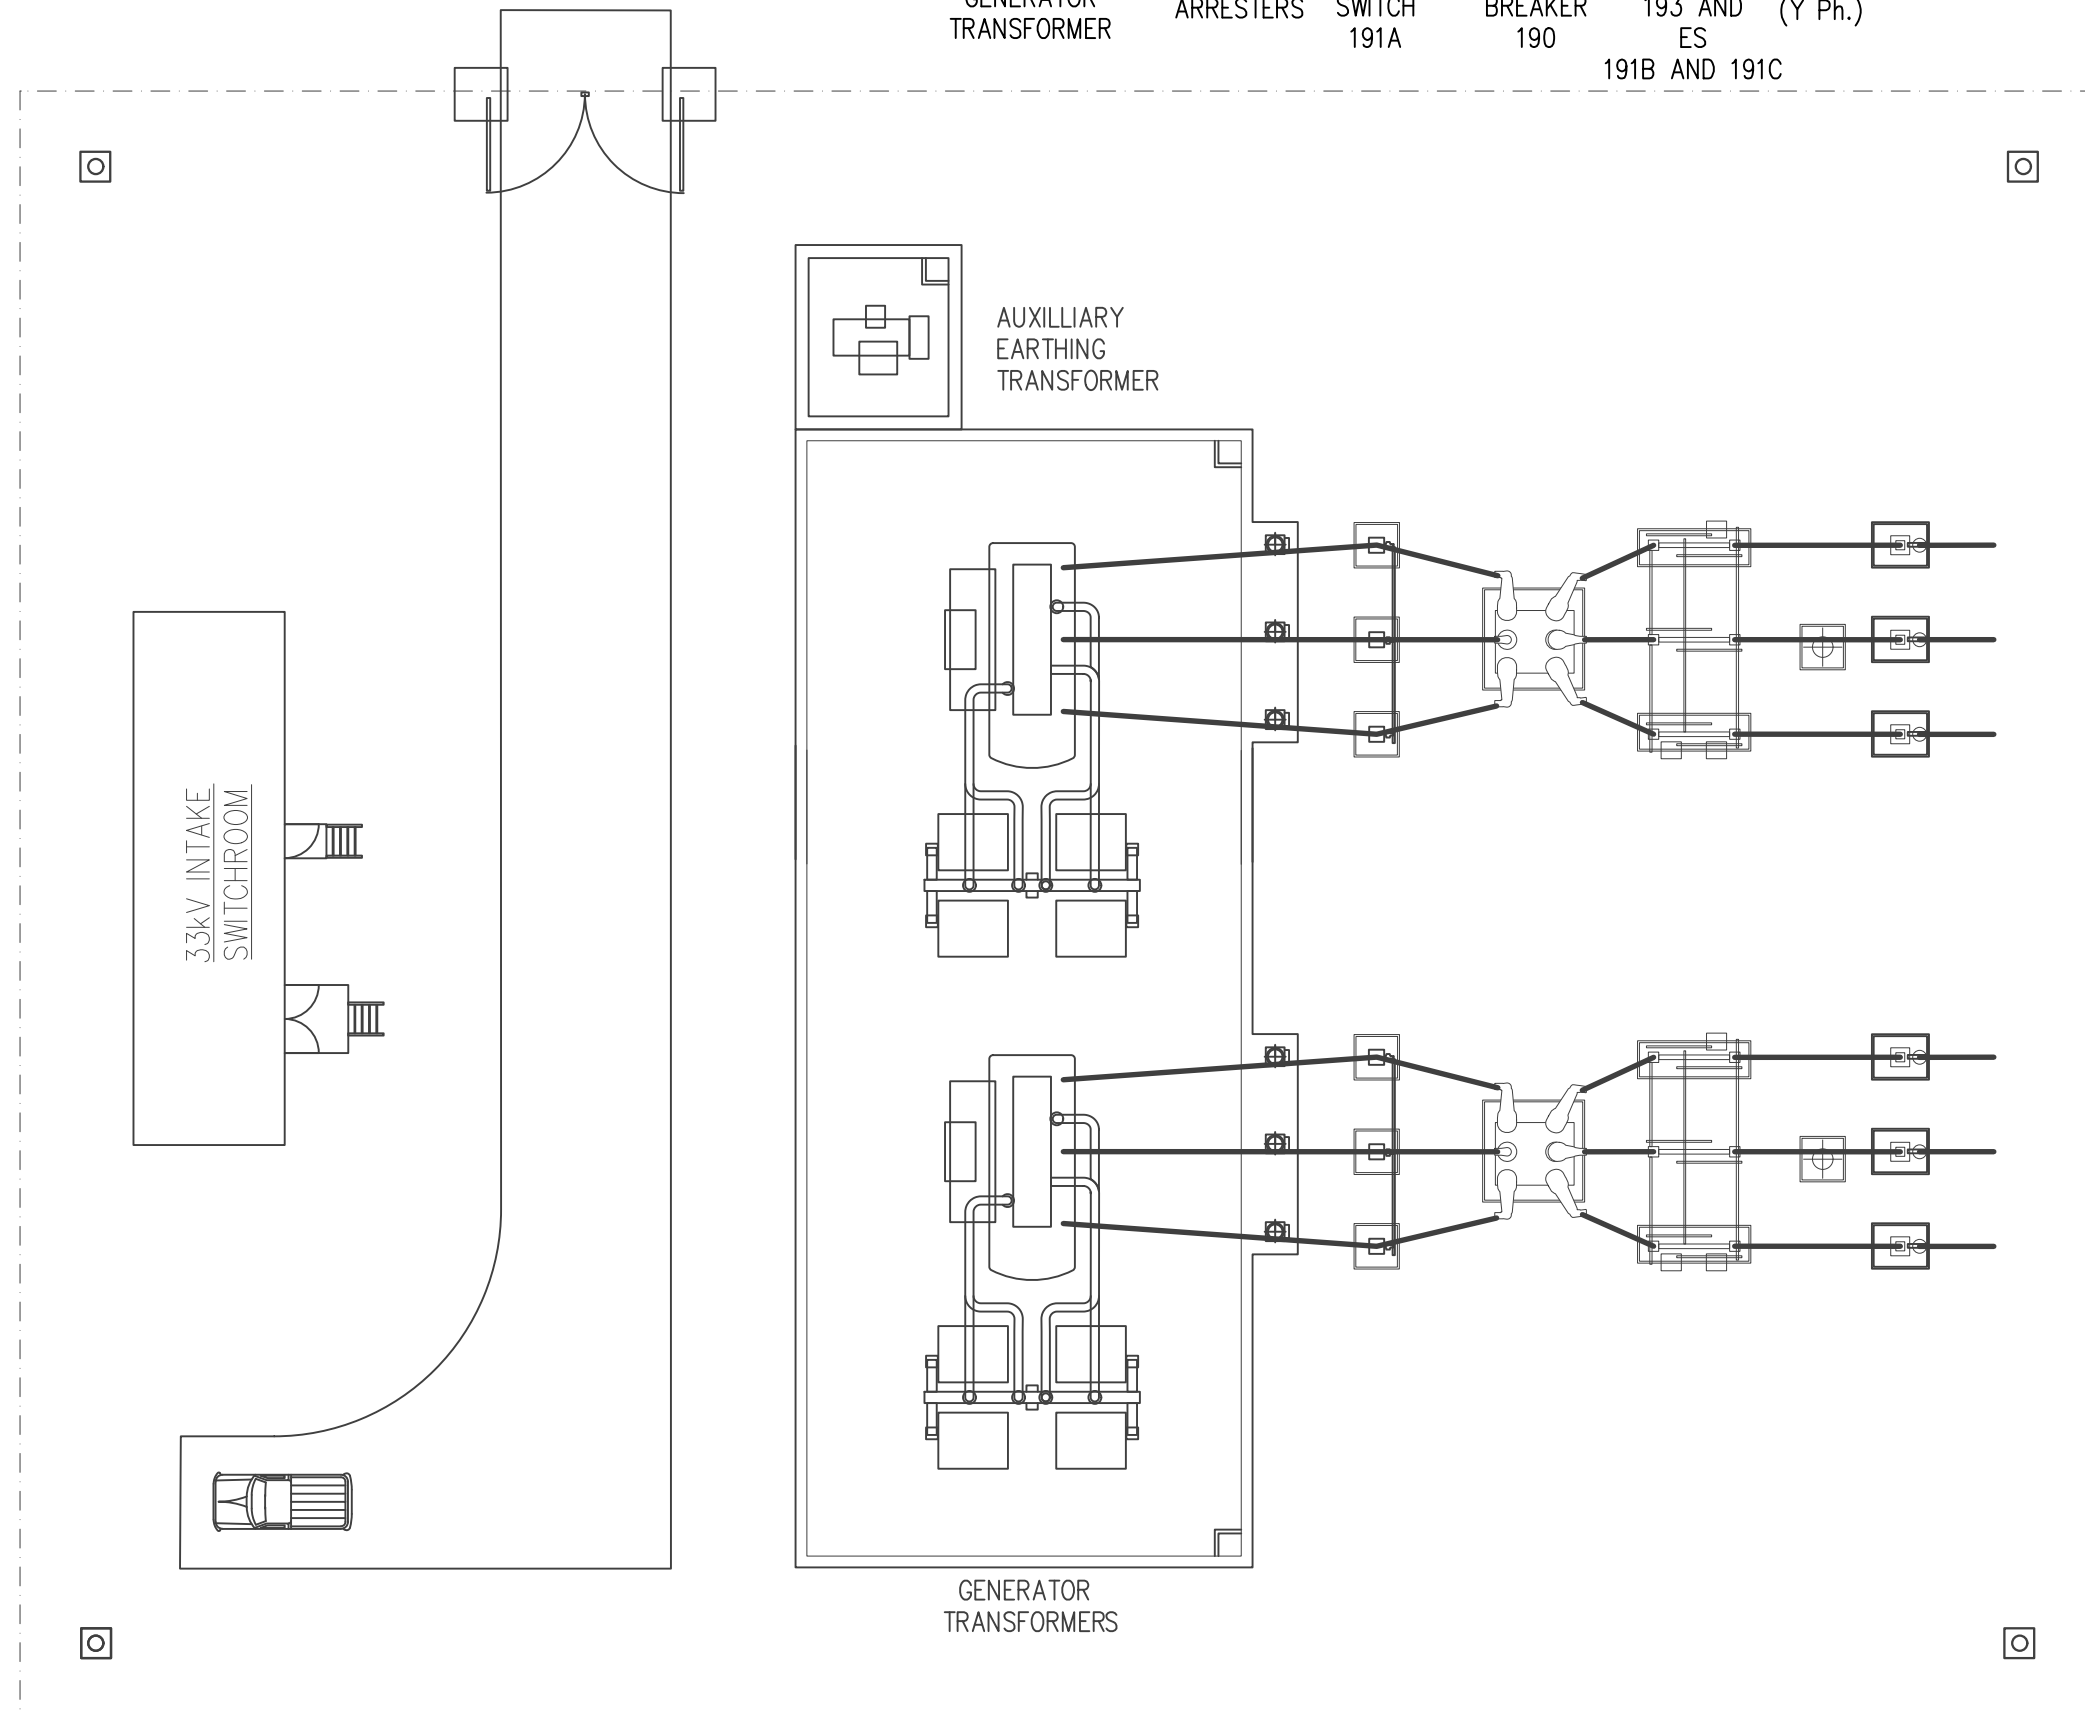 GENERATOR
TRANSFORMER
ARRESTERS
SWITCH
191A
BREAKER
190
193 AND
ES
191B AND 191C
(Y Ph.)
AUXILLIARY
EARTHING
TRANSFORMER
33kV INTAKE
SWITCHROOM
GENERATOR
TRANSFORMERS